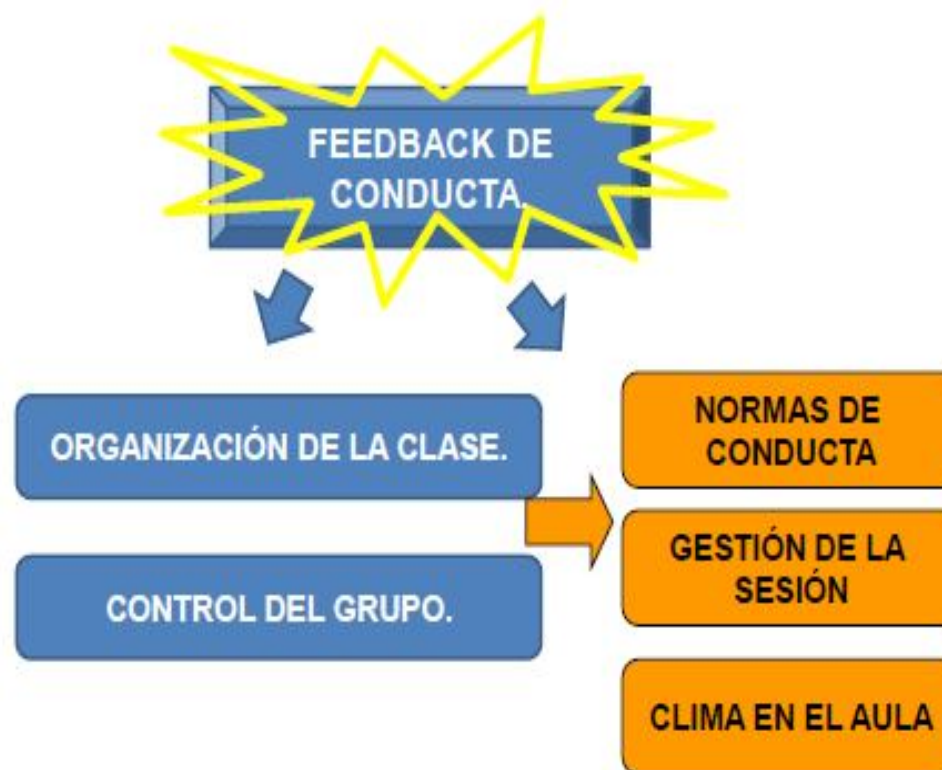 FEEDBACK DE
CONDUCTA.
ORGANIZACIÓN DE LA CLASE.
CONTROL DEL GRUPO.
NORMAS DE
CONDUCTA
GESTIÓN DE LA
SESIÓN
CLIMA EN EL AULA